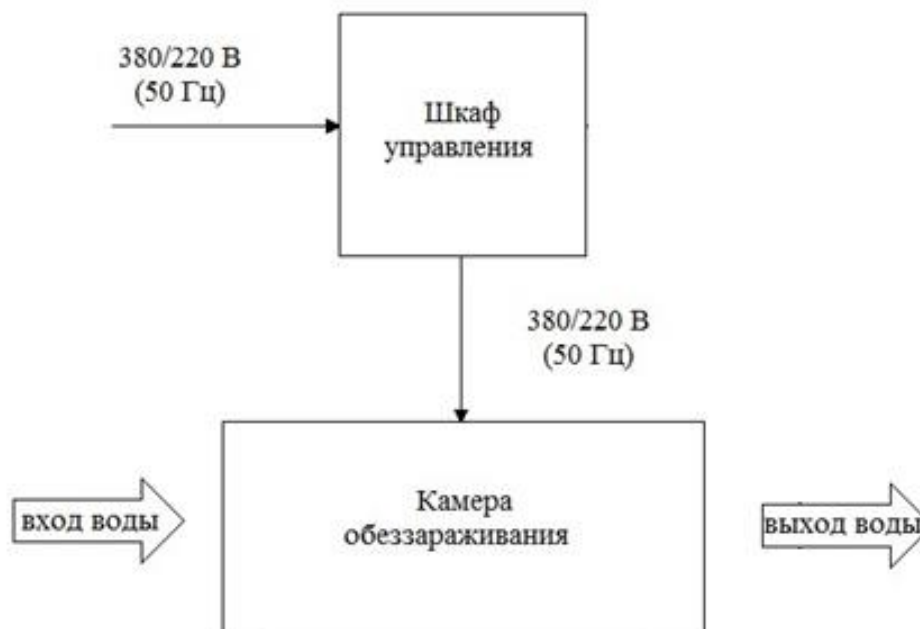 380/220 В
(50 Гц)
Шкаф
управления
380/220 В
(50 Гц)
Камера
обеззараживания
вход воды
выход воды